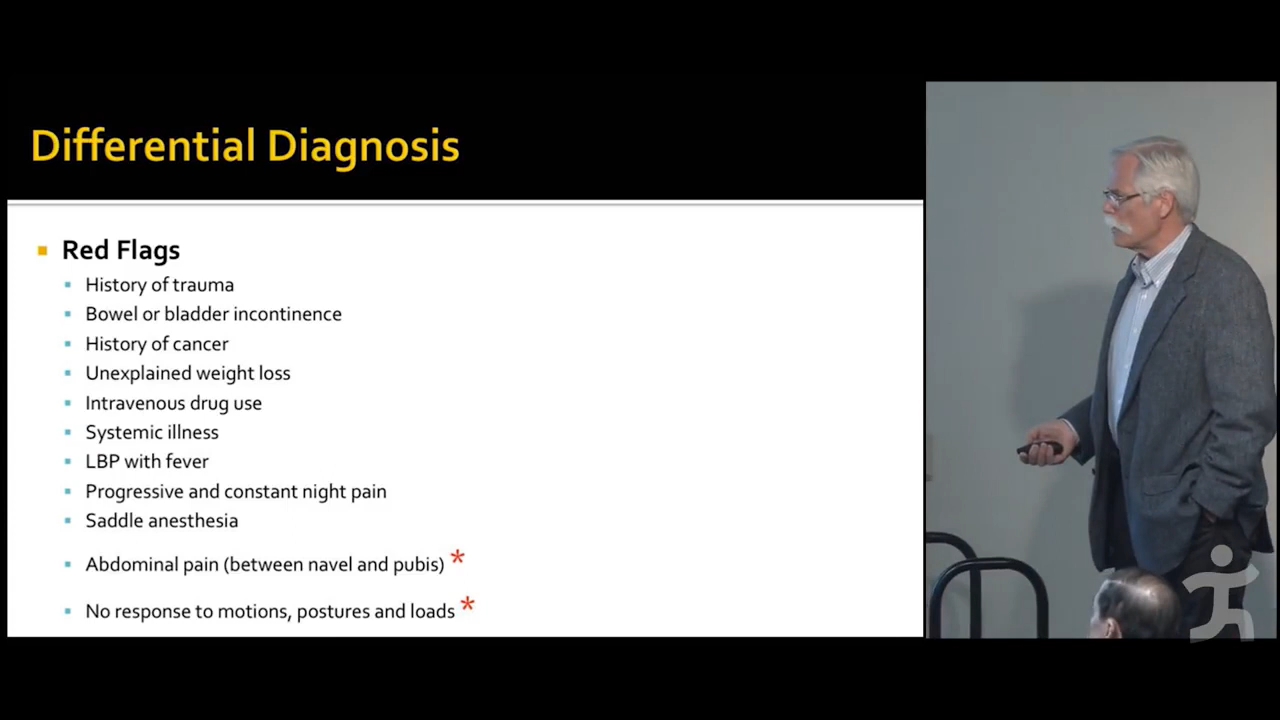 Differential Diagnosis
Red Flags
History of trauma
Bowel or bladder incontinence
History of cancer
Unexplained weight loss
Intravenous drug use
Systemic illness
LBP with fever
Progressive and constant night pain
Saddle anesthesia
Abdominal pain (between navel and pubis) *
No response to motions, postures and loads *